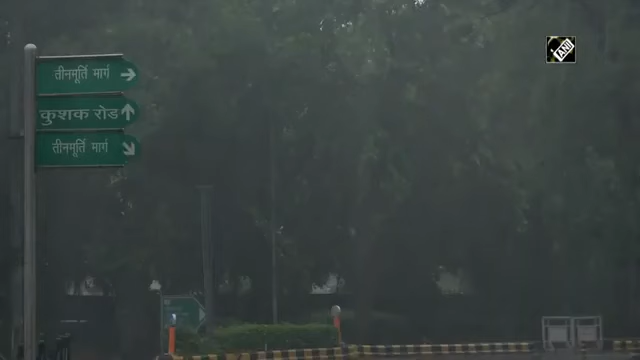 तीनमूर्ति मार्ग →
कुशक रोड ↑
तीनमूर्ति मार्ग ↘
ANI